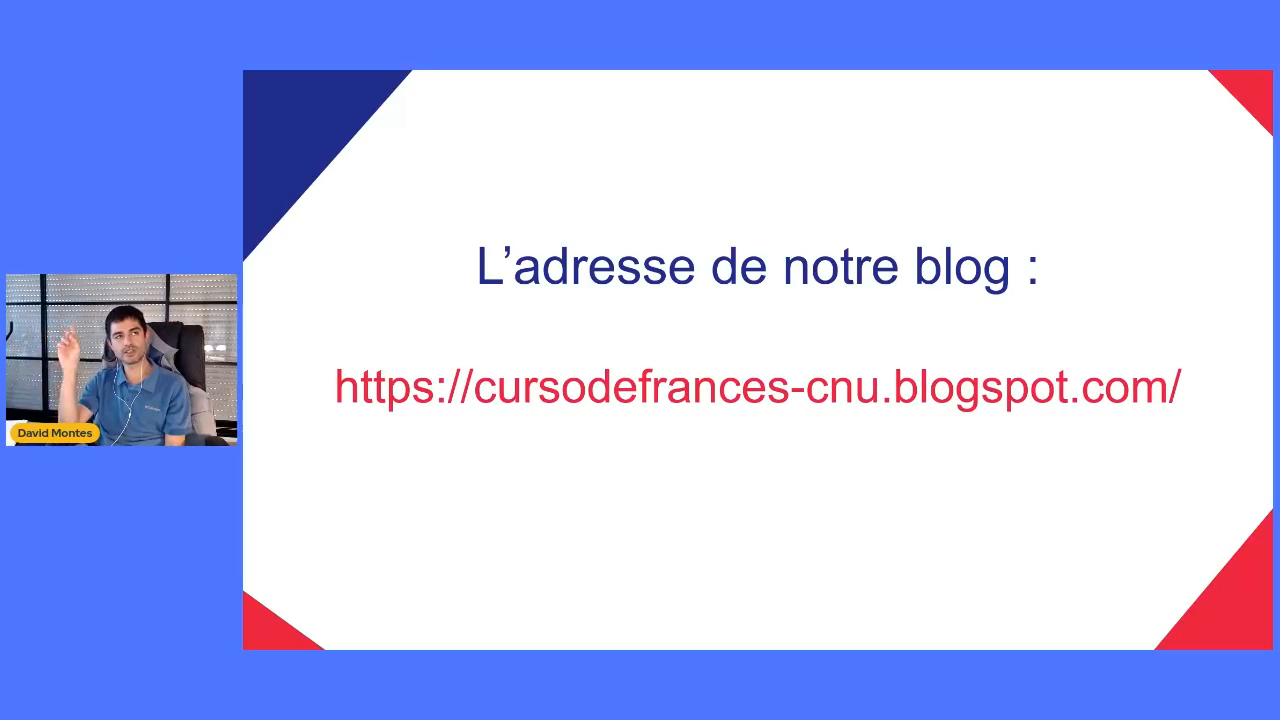 L’adresse de notre blog :
https://cursodefrances-cnu.blogspot.com/
David Montes